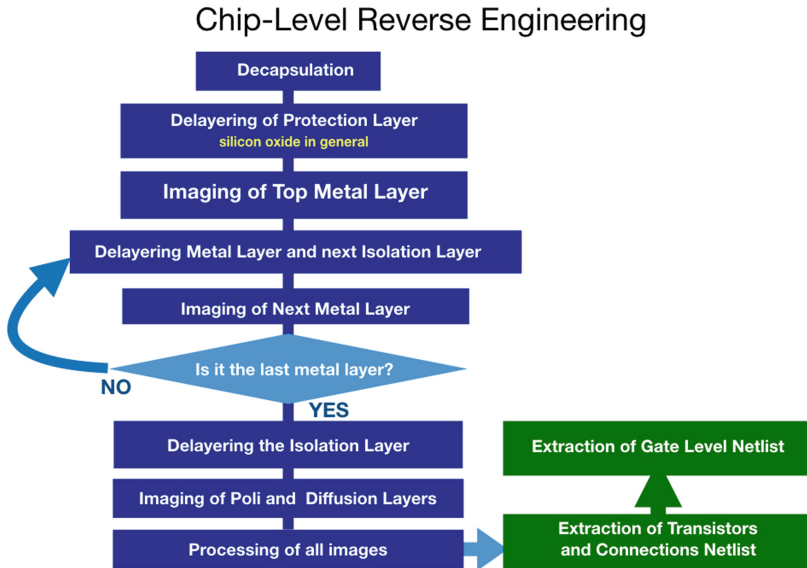 Chip-Level Reverse Engineering
Decapsulation
Delayering of Protection Layer
silicon oxide in general
Imaging of Top Metal Layer
Delayering Metal Layer and next Isolation Layer
Imaging of Next Metal Layer
Is it the last metal layer?
NO
YES
Delayering the Isolation Layer
Imaging of Poli and Diffusion Layers
Processing of all images
Extraction of Gate Level Netlist
Extraction of Transistors
and Connections Netlist